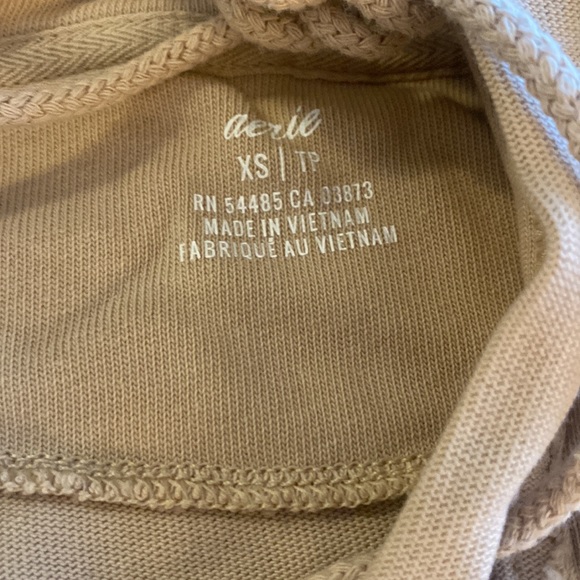 aerie
XS | TP
RN 54485 CA 03873
MADE IN VIETNAM
FABRIQUÉ AU VIETNAM